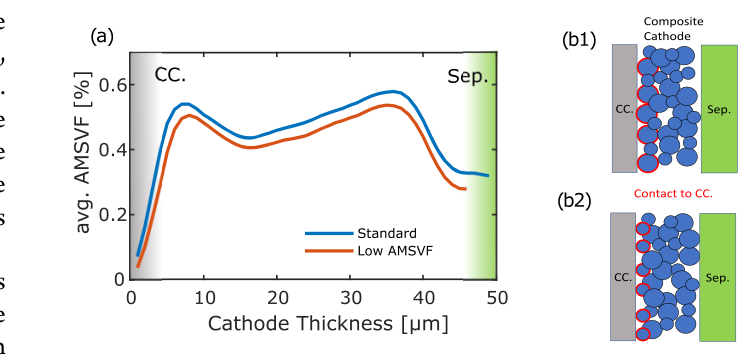 e
,
.
e
e
e
s
s
e
n
(a)
CC.
Sep.
avg. AMSVF [%]
0.6
0.4
0.2
0
Standard
Low AMSVF
10
20
30
40
50
Cathode Thickness [µm]
(b1)
Composite
Cathode
CC.
Sep.
(b2)
Contact to CC.
CC.
Sep.